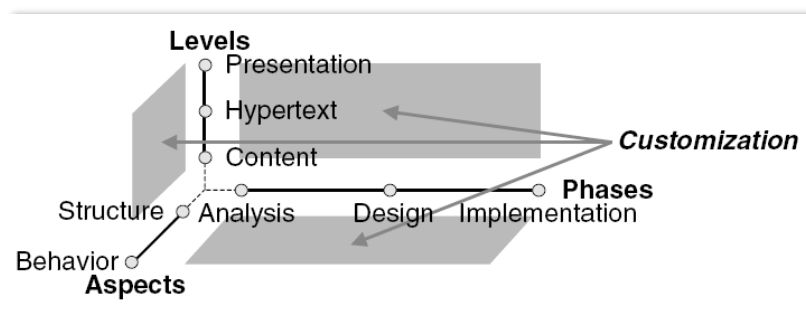 Levels
Presentation
Hypertext
Customization
Content
Phases
Structure
Analysis
Design
Implementation
Behavior
Aspects